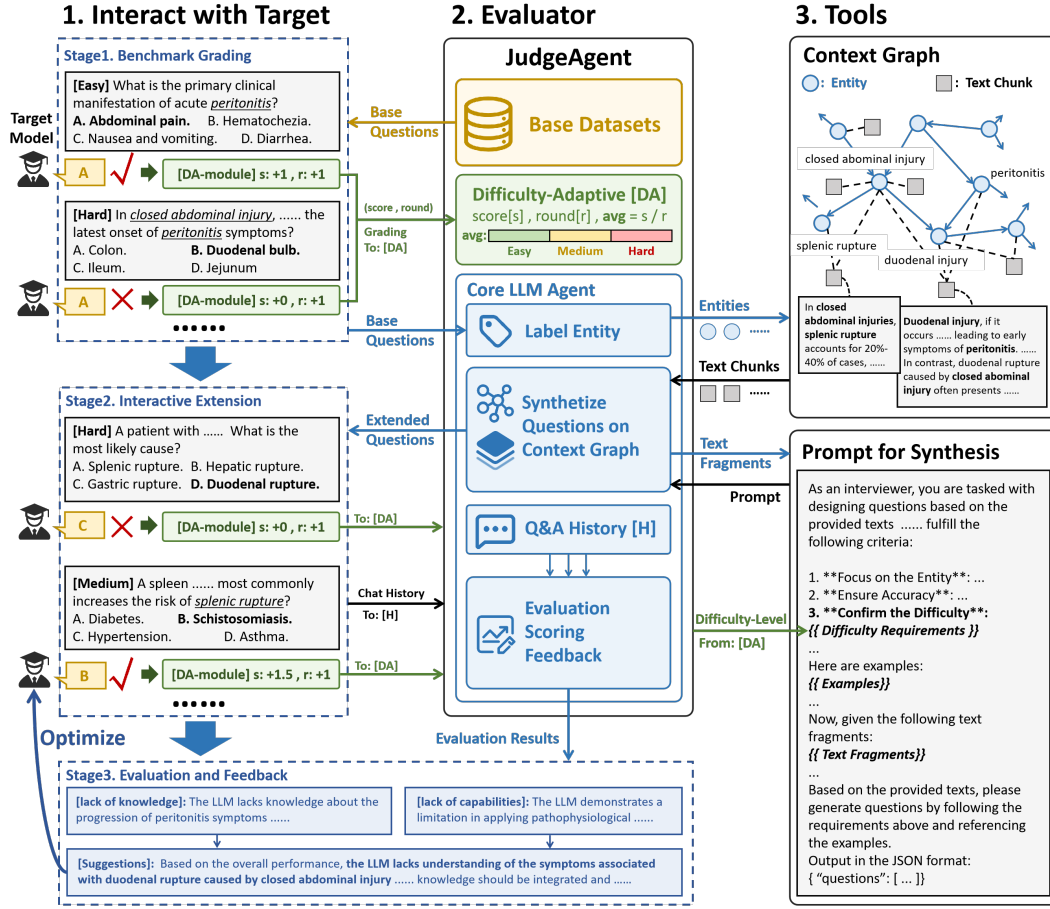 1. Interact with Target
2. Evaluator
3. Tools
Stage1. Benchmark Grading
[Easy] What is the primary clinical
manifestation of acute peritonitis?
A. Abdominal pain. B. Hematochezia.
C. Nausea and vomiting. D. Diarrhea.
Target
Model
A
[DA-module] s: +1 , r: +1
[Hard] In closed abdominal injury, ...... the
latest onset of peritonitis symptoms?
A. Colon. B. Duodenal bulb.
C. Ileum. D. Jejunum
A
[DA-module] s: +0 , r: +1
......
Base
Questions
(score , round)
Grading
To: [DA]
Base
Questions
Stage2. Interactive Extension
[Hard] A patient with ...... What is the
most likely cause?
A. Splenic rupture. B. Hepatic rupture.
C. Gastric rupture. D. Duodenal rupture.
C
[DA-module] s: +0 , r: +1
[Medium] A spleen ...... most commonly
increases the risk of splenic rupture?
A. Diabetes. B. Schistosomiasis.
C. Hypertension. D. Asthma.
B
[DA-module] s: +1.5 , r: +1
......
Extended
Questions
To: [DA]
Chat History
To: [H]
To: [DA]
Optimize
JudgeAgent
Base Datasets
Difficulty-Adaptive [DA]
score[s] , round[r] , avg = s / r
avg:
Easy Medium Hard
Core LLM Agent
Label Entity
Synthetize
Questions on
Context Graph
Q&A History [H]
Evaluation
Scoring
Feedback
Evaluation Results
Entities
......
Text Chunks
......
Text
Fragments
Prompt
Difficulty-Level
From: [DA]
Context Graph
: Entity : Text Chunk
closed abominal injury
peritonitis
splenic rupture
duodenal injury
In closed
abdominal injuries,
splenic rupture
accounts for 20%-
40% of cases, ......
Duodenal injury, if it
occurs ...... leading to early
symptoms of peritonitis. ......
In contrast, duodenal rupture
caused by closed abdominal
injury often presents ......
Prompt for Synthesis
As an interviewer, you are tasked with
designing questions based on the
provided texts ...... fulfill the
following criteria:
1. **Focus on the Entity**: ...
2. **Ensure Accuracy**: ...
3. **Confirm the Difficulty**:
{{ Difficulty Requirements }}
...
Here are examples:
{{ Examples}}
...
Now, given the following text
fragments:
{{ Text Fragments}}
...
Based on the provided texts, please
generate questions by following the
requirements above and referencing
the examples.
Output in the JSON format:
{ “questions”: [ ... ]}
Stage3. Evaluation and Feedback
[lack of knowledge]: The LLM lacks knowledge about the
progression of peritonitis symptoms ......
[lack of capabilities]: The LLM demonstrates a
limitation in applying pathophysiological ......
[Suggestions]: Based on the overall performance, the LLM lacks understanding of the symptoms associated
with duodenal rupture caused by closed abdominal injury ...... knowledge should be integrated and ......